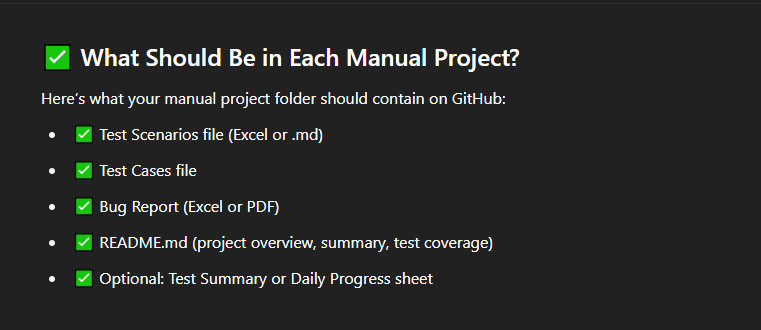 ✅ What Should Be in Each Manual Project?
Here's what your manual project folder should contain on GitHub:
• ✅ Test Scenarios file (Excel or .md)
• ✅ Test Cases file
• ✅ Bug Report (Excel or PDF)
• ✅ README.md (project overview, summary, test coverage)
• ✅ Optional: Test Summary or Daily Progress sheet